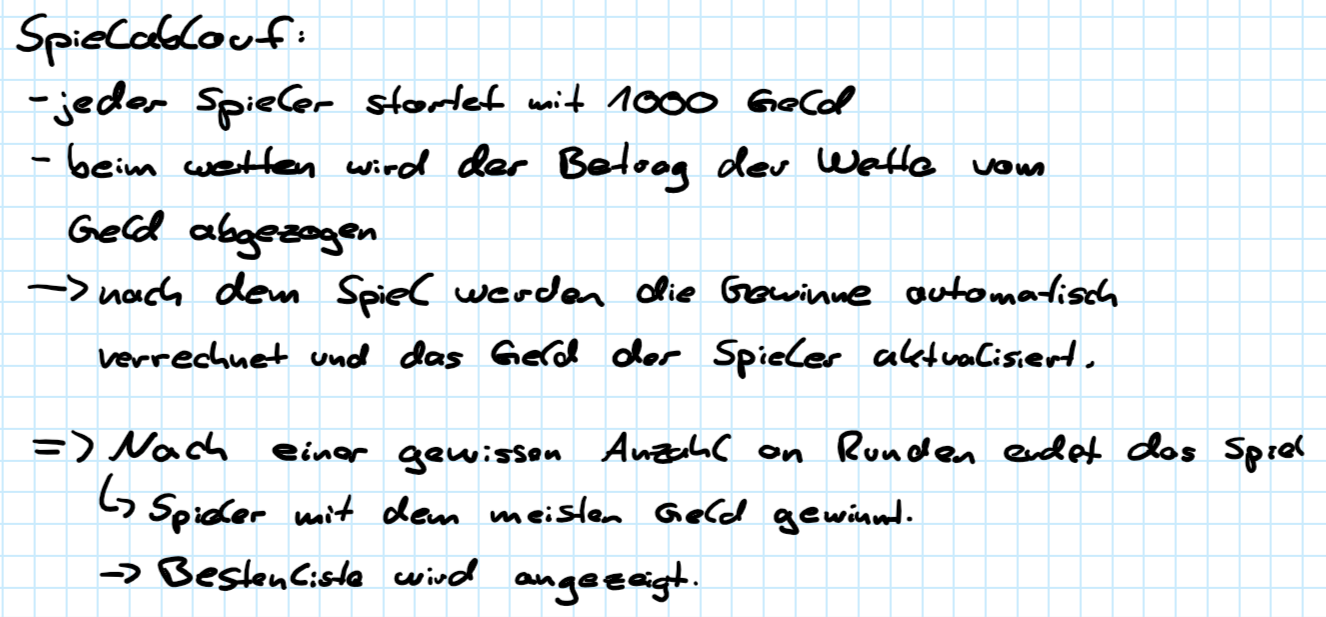 Spielablauf:
- jeder Spieler startet mit 1000 Geld
- beim wetten wird der Betrag der Wette vom
Geld abgezogen
-> nach dem Spiel werden die Gewinne automatisch
verrechnet und das Geld der Spieler aktualisiert.
=> Nach einer gewissen Anzahl an Runden endet das Spiel
↳ Spieler mit dem meisten Geld gewinnt.
-> Bestenliste wird angezeigt.